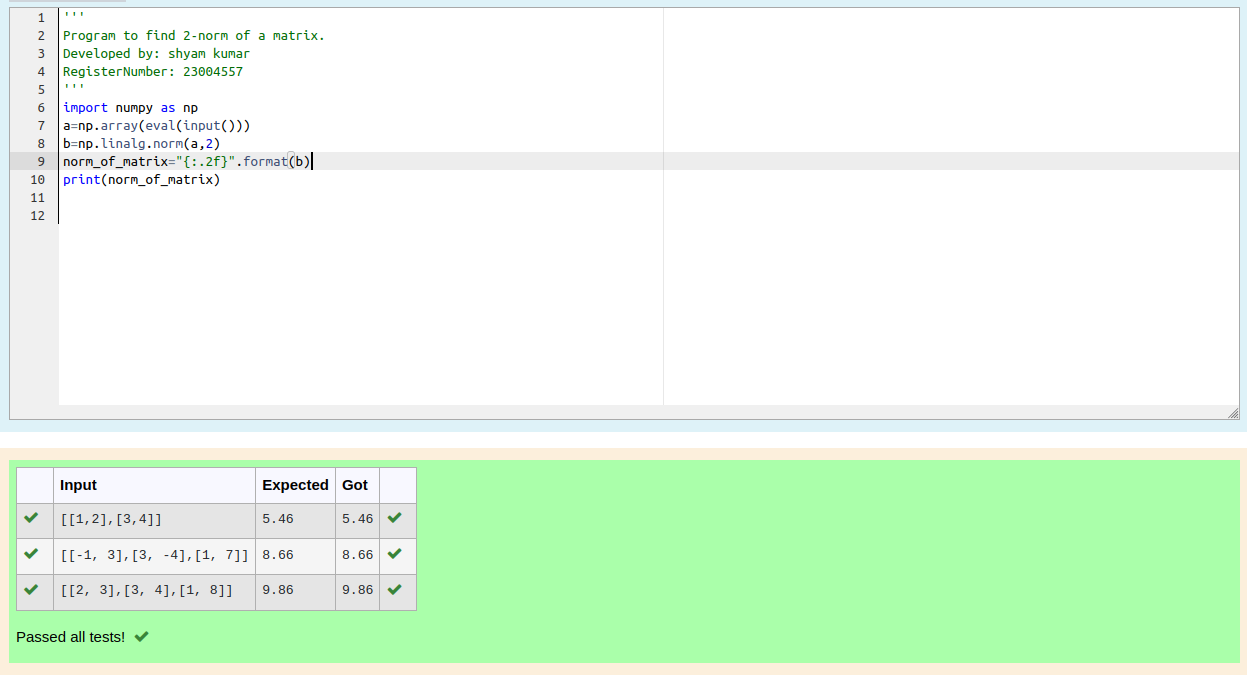 1 '''
2 Program to find 2-norm of a matrix.
3 Developed by: shyam kumar
4 RegisterNumber: 23004557
5 '''
6 import numpy as np
7 a=np.array(eval(input()))
8 b=np.linalg.norm(a,2)
9 norm_of_matrix="{:.2f}".format(b)
10 print(norm_of_matrix)
11
12
Input Expected Got
[[1,2],[3,4]] 5.46 5.46
[[-1, 3],[3, -4],[1, 7]] 8.66 8.66
[[2, 3],[3, 4],[1, 8]] 9.86 9.86
Passed all tests!